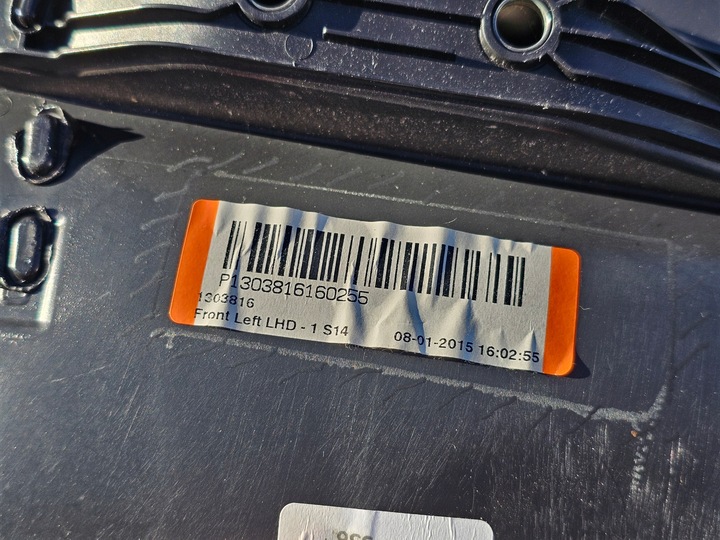 P1303816160255
1303816
Front Left LHD - 1 S14
08-01-2015 16:02:55